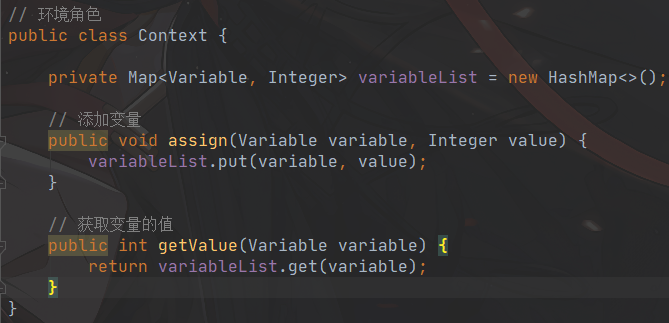 // 环境角色
public class Context {
private Map<Variable, Integer> variableList = new HashMap<>();
// 添加变量
public void assign(Variable variable, Integer value) {
variableList.put(variable, value);
}
// 获取变量的值
public int getValue(Variable variable) {
return variableList.get(variable);
}
}